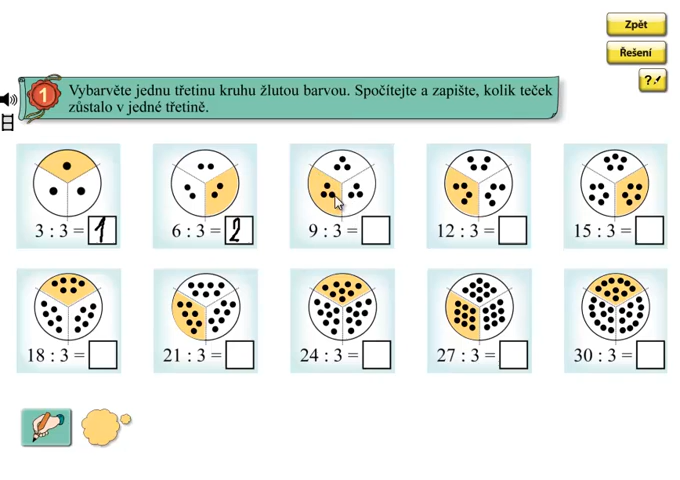 Zpět
Řešení
?
1 Vybarvěte jednu třetinu kruhu žlutou barvou. Spočítejte a zapište, kolik teček
zůstalo v jedné třetině.
3 : 3 = 1
6 : 3 = 2
9 : 3 =
12 : 3 =
15 : 3 =
18 : 3 =
21 : 3 =
24 : 3 =
27 : 3 =
30 : 3 =